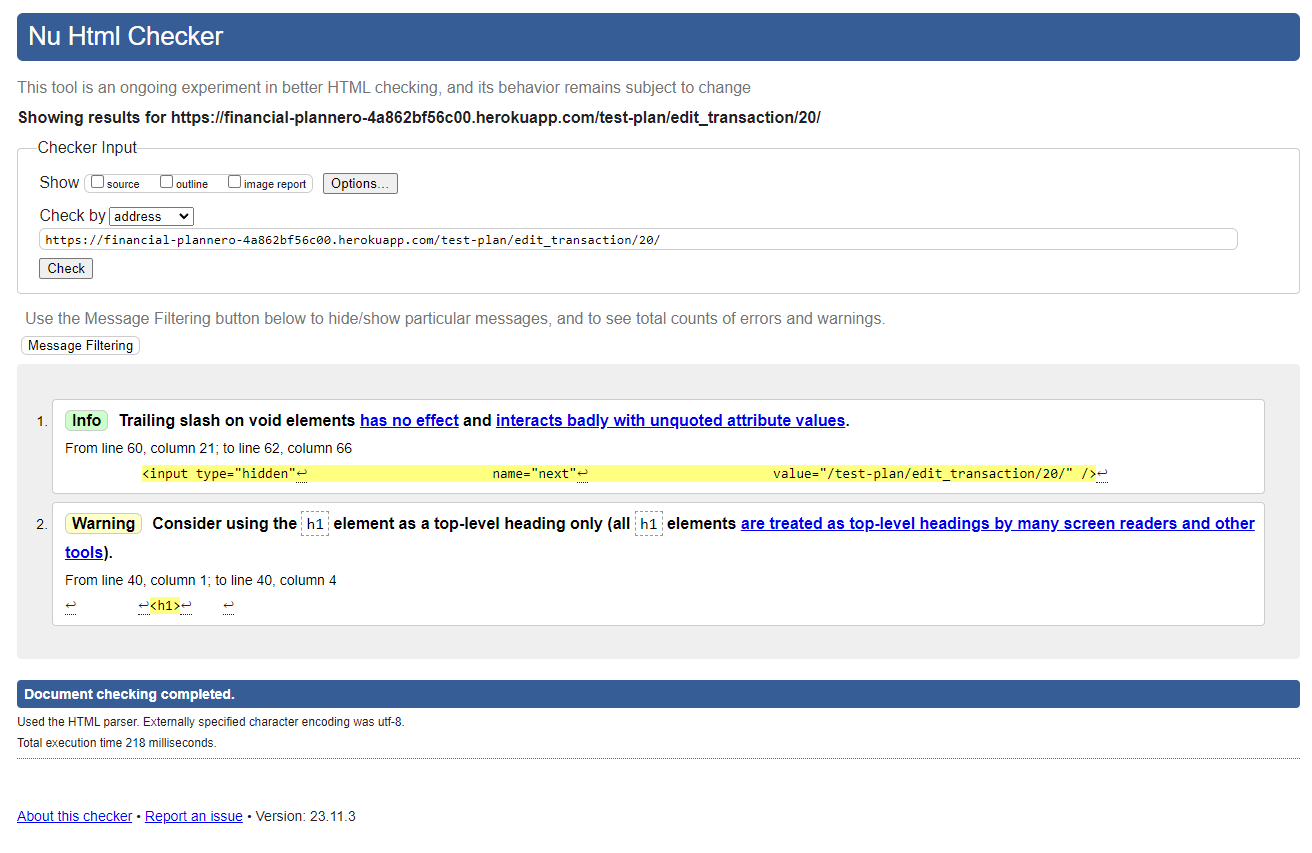 Nu Html Checker
This tool is an ongoing experiment in better HTML checking, and its behavior remains subject to change
Showing results for https://financial-plannero-4a862bf56c00.herokuapp.com/test-plan/edit_transaction/20/
Checker Input
Show source outline image report Options...
Check by address
https://financial-plannero-4a862bf56c00.herokuapp.com/test-plan/edit_transaction/20/
Check
Use the Message Filtering button below to hide/show particular messages, and to see total counts of errors and warnings.
Message Filtering
1. Info Trailing slash on void elements has no effect and interacts badly with unquoted attribute values.
From line 60, column 21; to line 62, column 66
<input type="hidden"↩ name="next"↩ value="/test-plan/edit_transaction/20/" />↩
2. Warning Consider using the h1 element as a top-level heading only (all h1 elements are treated as top-level headings by many screen readers and other
tools).
From line 40, column 1; to line 40, column 4
↩ ↩<h1>↩ ↩
Document checking completed.
Used the HTML parser. Externally specified character encoding was utf-8.
Total execution time 218 milliseconds.
About this checker • Report an issue • Version: 23.11.3